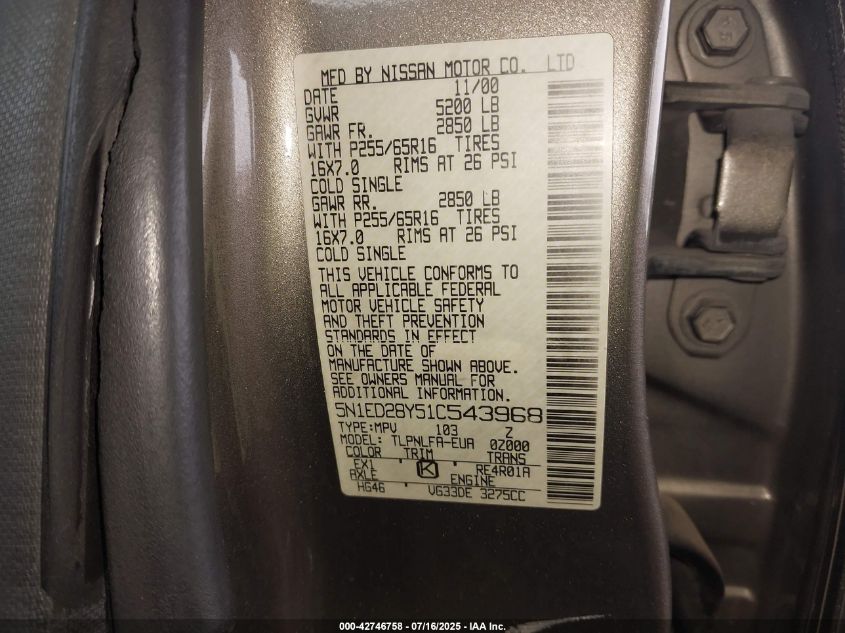 MFD BY NISSAN MOTOR CO. LTD
DATE 11/00
GVWR 5200 LB
GAWR FR. 2850 LB
WITH P255/65R16 TIRES
16X7.0 RIMS AT 26 PSI
COLD SINGLE
GAWR RR. 2850 LB
WITH P255/65R16 TIRES
16X7.0 RIMS AT 26 PSI
COLD SINGLE
THIS VEHICLE CONFORMS TO
ALL APPLICABLE FEDERAL
MOTOR VEHICLE SAFETY
AND THEFT PREVENTION
STANDARDS IN EFFECT
ON THE DATE OF
MANUFACTURE SHOWN ABOVE.
SEE OWNERS MANUAL FOR
ADDITIONAL INFORMATION
5N1ED28Y51C543968
TYPE:MPV 103 Z
MODEL: TLPNLFA-EUA 0Z000
COLOR TRIM TRANS
EX1 K RE4R01A
AXLE ENGINE
HG46 VG33DE 3275CC
000-42746758 - 07/16/2025 - IAA Inc.